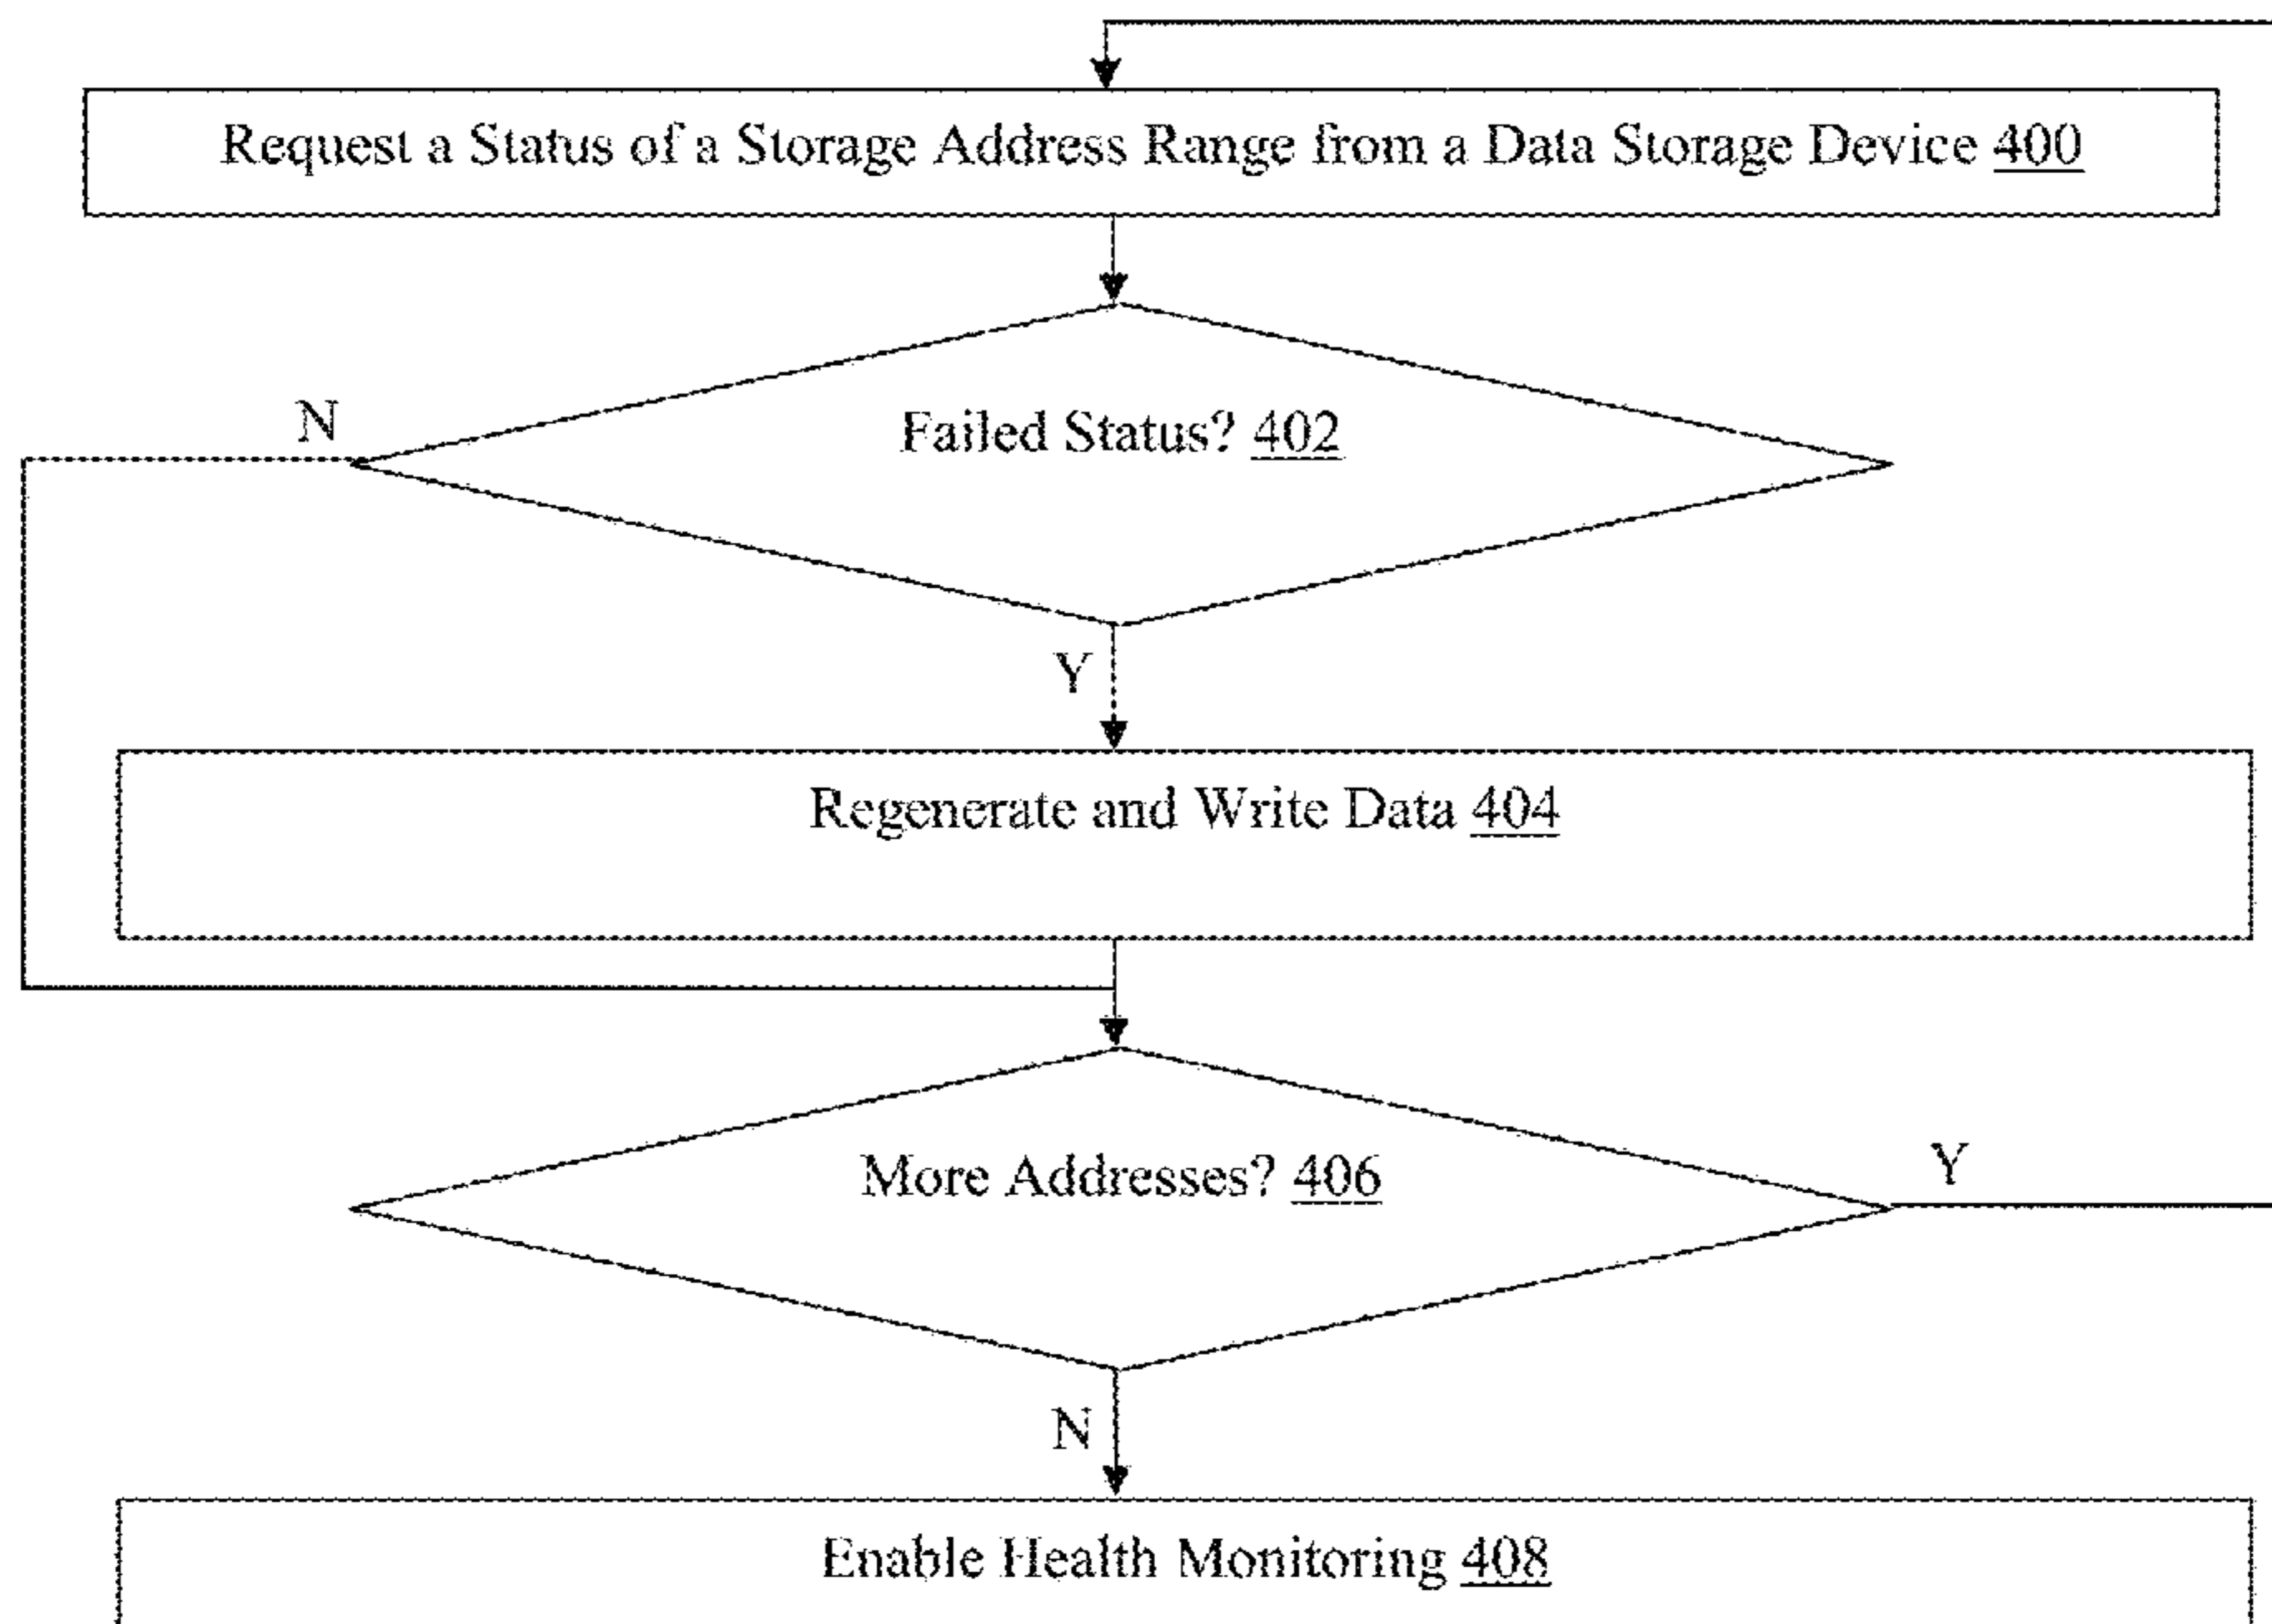 Request a Status of a Storage Address Range from a Data Storage Device 400
Failed Status? 402
N
Y
Regenerate and Write Data 404
More Addresses? 406
Y
N
Enable Health Monitoring 408